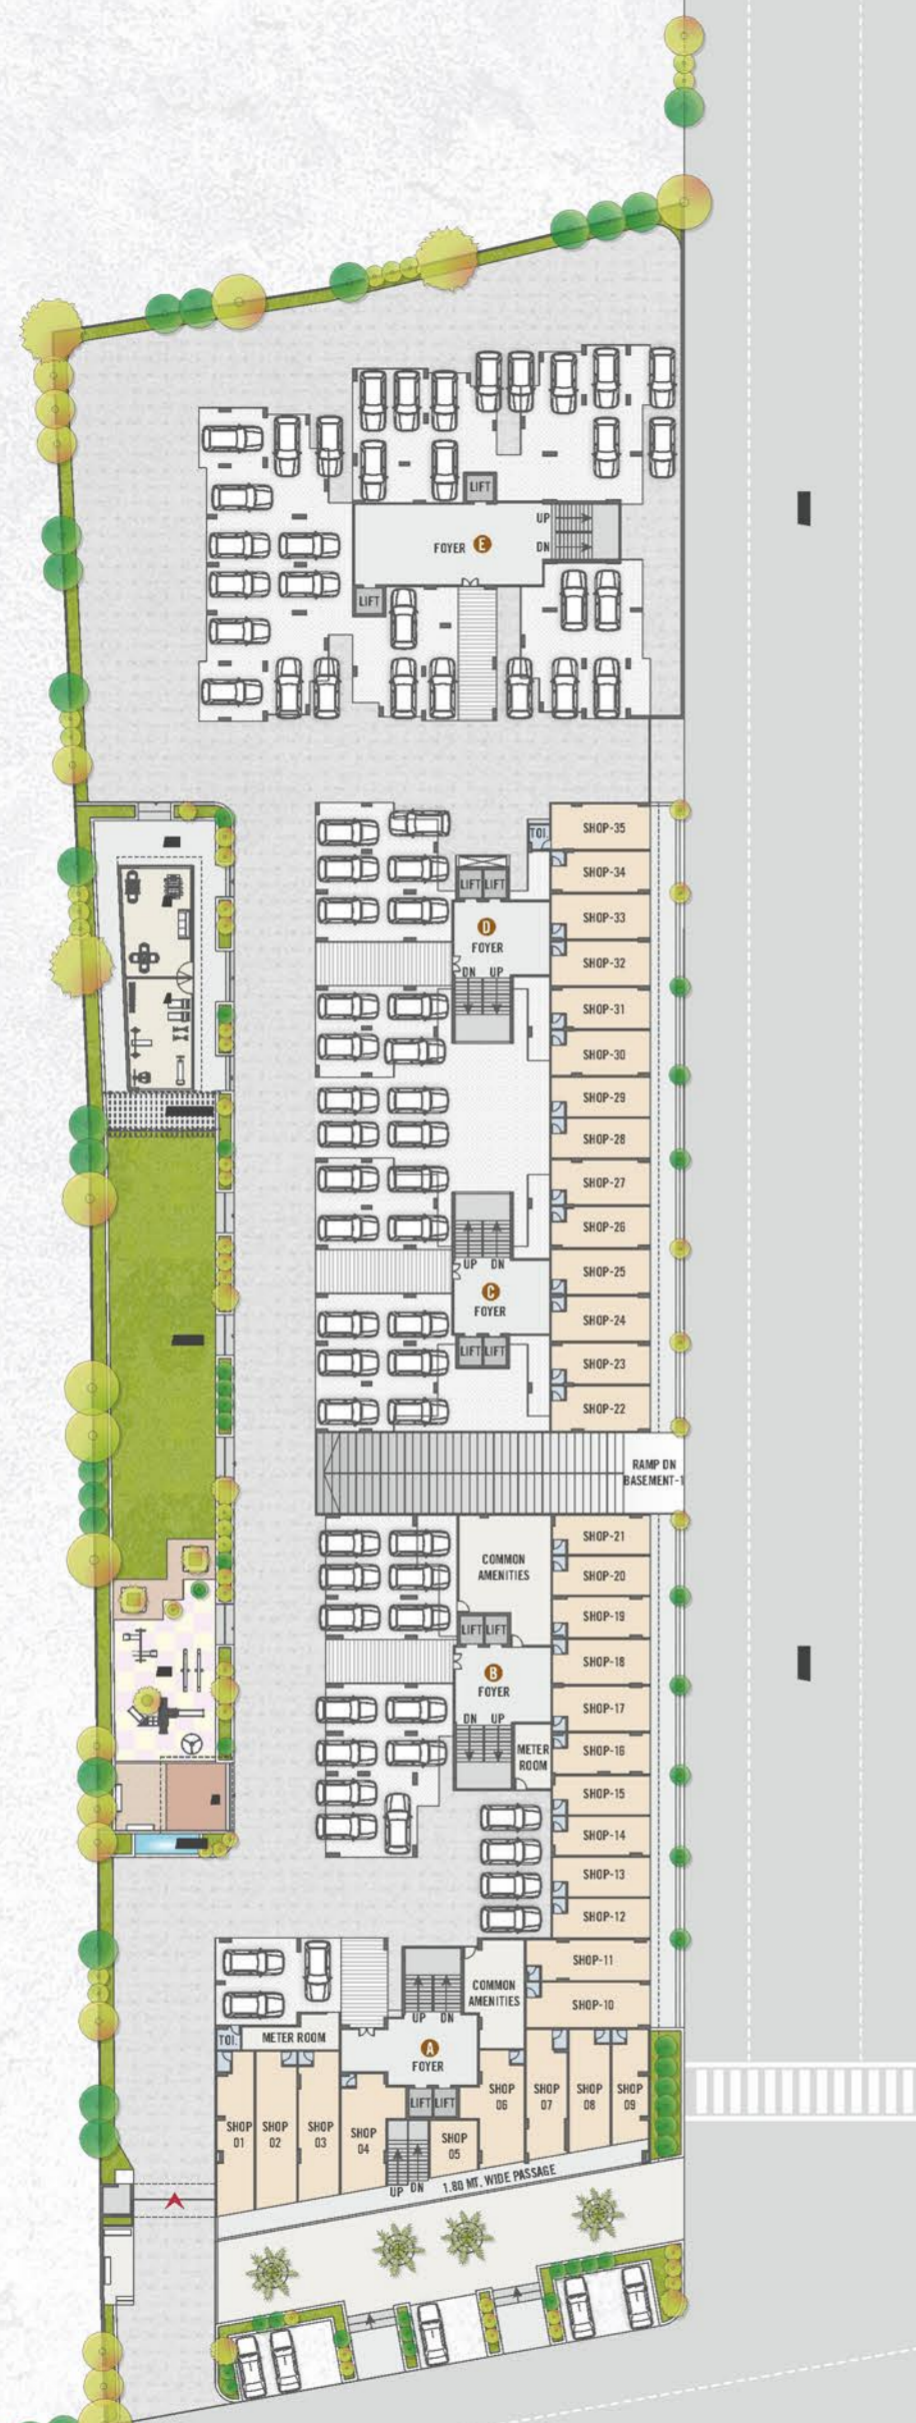 LIFT
UP
FOYER E
DN
LIFT
SHOP-35
TOI.
SHOP-34
LIFT LIFT
SHOP-33
D
FOYER
SHOP-32
DN UP
SHOP-31
SHOP-30
SHOP-29
SHOP-28
SHOP-27
SHOP-26
UP DN
SHOP-25
C
FOYER
SHOP-24
LIFT LIFT
SHOP-23
SHOP-22
RAMP DN
BASEMENT-1
SHOP-21
COMMON
AMENITIES
SHOP-20
SHOP-19
LIFT LIFT
SHOP-18
B
FOYER
SHOP-17
DN UP
METER
ROOM
SHOP-16
SHOP-15
SHOP-14
SHOP-13
SHOP-12
SHOP-11
COMMON
AMENITIES
SHOP-10
UP DN
TOI.
METER ROOM
A
FOYER
LIFT LIFT
SHOP
01
SHOP
02
SHOP
03
SHOP
04
SHOP
05
SHOP
06
SHOP
07
SHOP
08
SHOP
09
UP DN
1.80 MT. WIDE PASSAGE